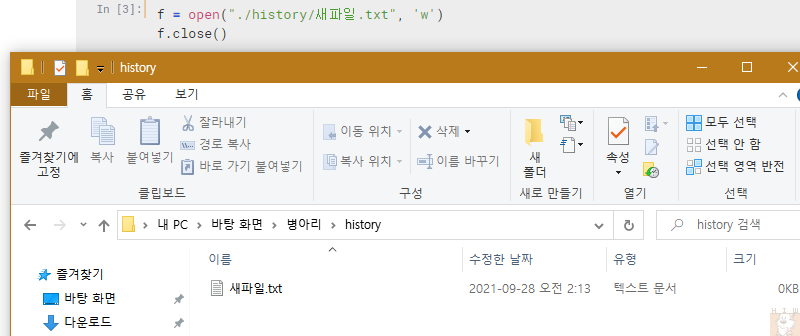 In [3]: f = open("./history/새파일.txt", 'w')
f.close()
history
파일 홈 공유 보기
즐겨찾기에 고정
복사
붙여넣기
잘라내기
경로 복사
바로 가기 붙여넣기
클립보드
이동 위치
복사 위치
삭제
이름 바꾸기
구성
새 폴더
새로 만들기
속성
열기
모두 선택
선택 안 함
선택 영역 반전
선택
내 PC > 바탕 화면 > 병아리 > history
history 검색
이름 수정한 날짜 유형 크기
즐겨찾기
새파일.txt 2021-09-28 오전 2:13 텍스트 문서 0KB
바탕 화면
다운로드